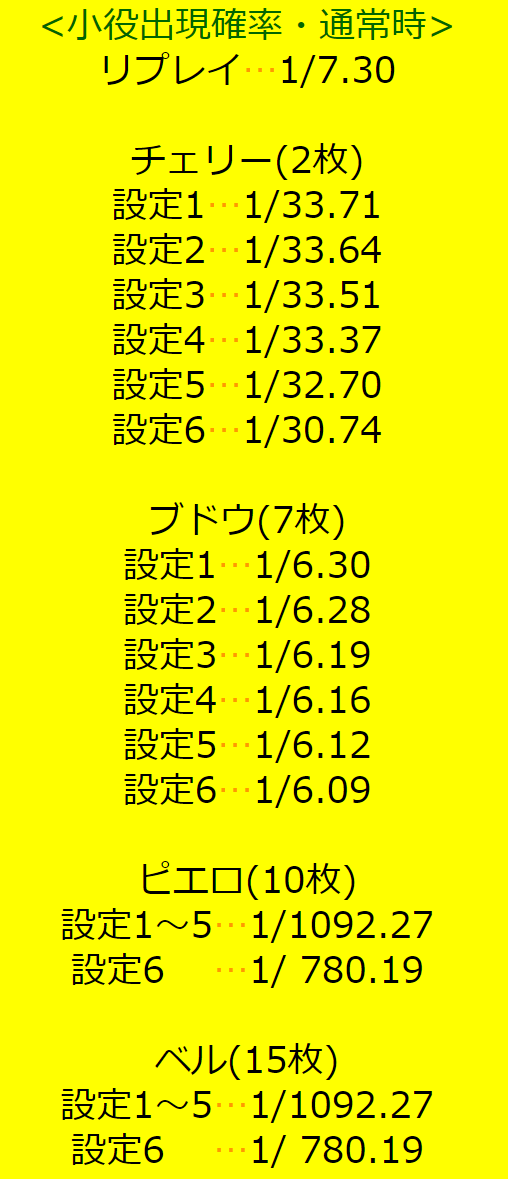 <小役出現確率・通常時>
リプレイ…1/7.30
チェリー(2枚)
設定1…1/33.71
設定2…1/33.64
設定3…1/33.51
設定4…1/33.37
設定5…1/32.70
設定6…1/30.74
ブドウ(7枚)
設定1…1/6.30
設定2…1/6.28
設定3…1/6.19
設定4…1/6.16
設定5…1/6.12
設定6…1/6.09
ピエロ(10枚)
設定1～5…1/1092.27
設定6　…1/ 780.19
ベル(15枚)
設定1～5…1/1092.27
設定6　…1/ 780.19